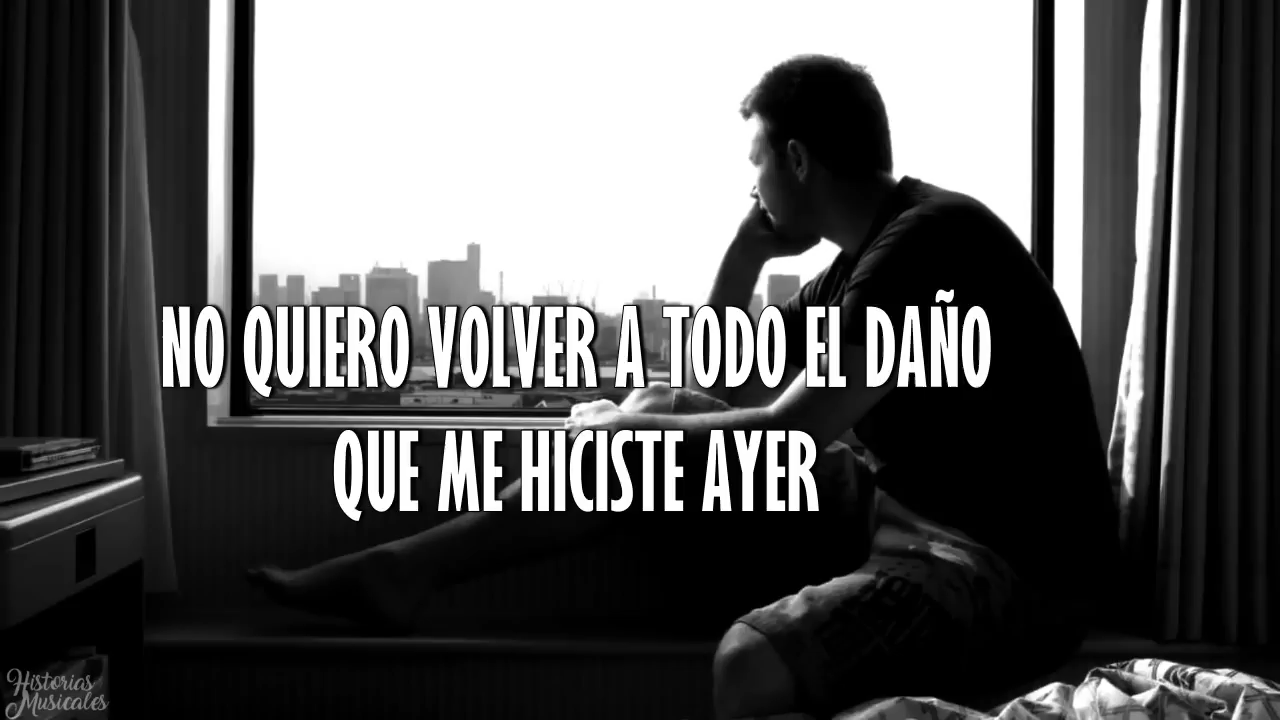 NO QUIERO VOLVER A TODO EL DAÑO
QUE ME HICISTE AYER
Historias
Musicales